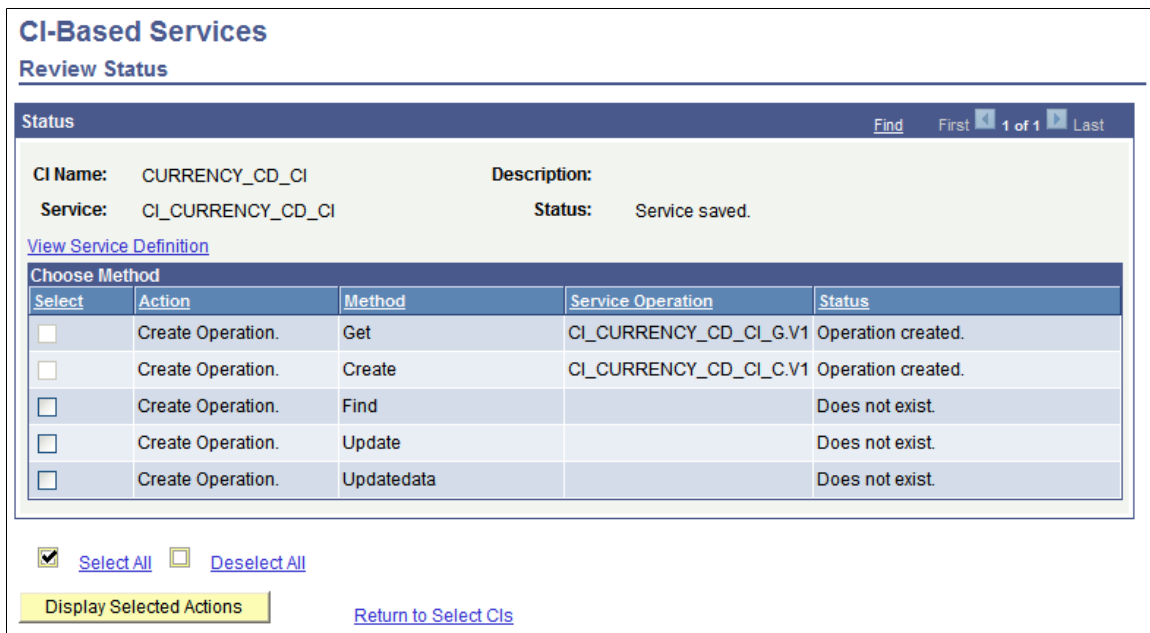 CI-Based Services
Review Status
Status Find First 1 of 1 Last
CI Name: CURRENCY_CD_CI Description:
Service: CI_CURRENCY_CD_CI Status: Service saved.
View Service Definition
Choose Method
Select Action Method Service Operation Status
Create Operation. Get CI_CURRENCY_CD_CI_G.V1 Operation created.
Create Operation. Create CI_CURRENCY_CD_CI_C.V1 Operation created.
Create Operation. Find Does not exist.
Create Operation. Update Does not exist.
Create Operation. Updatedata Does not exist.
Select All Deselect All
Display Selected Actions Return to Select CIs